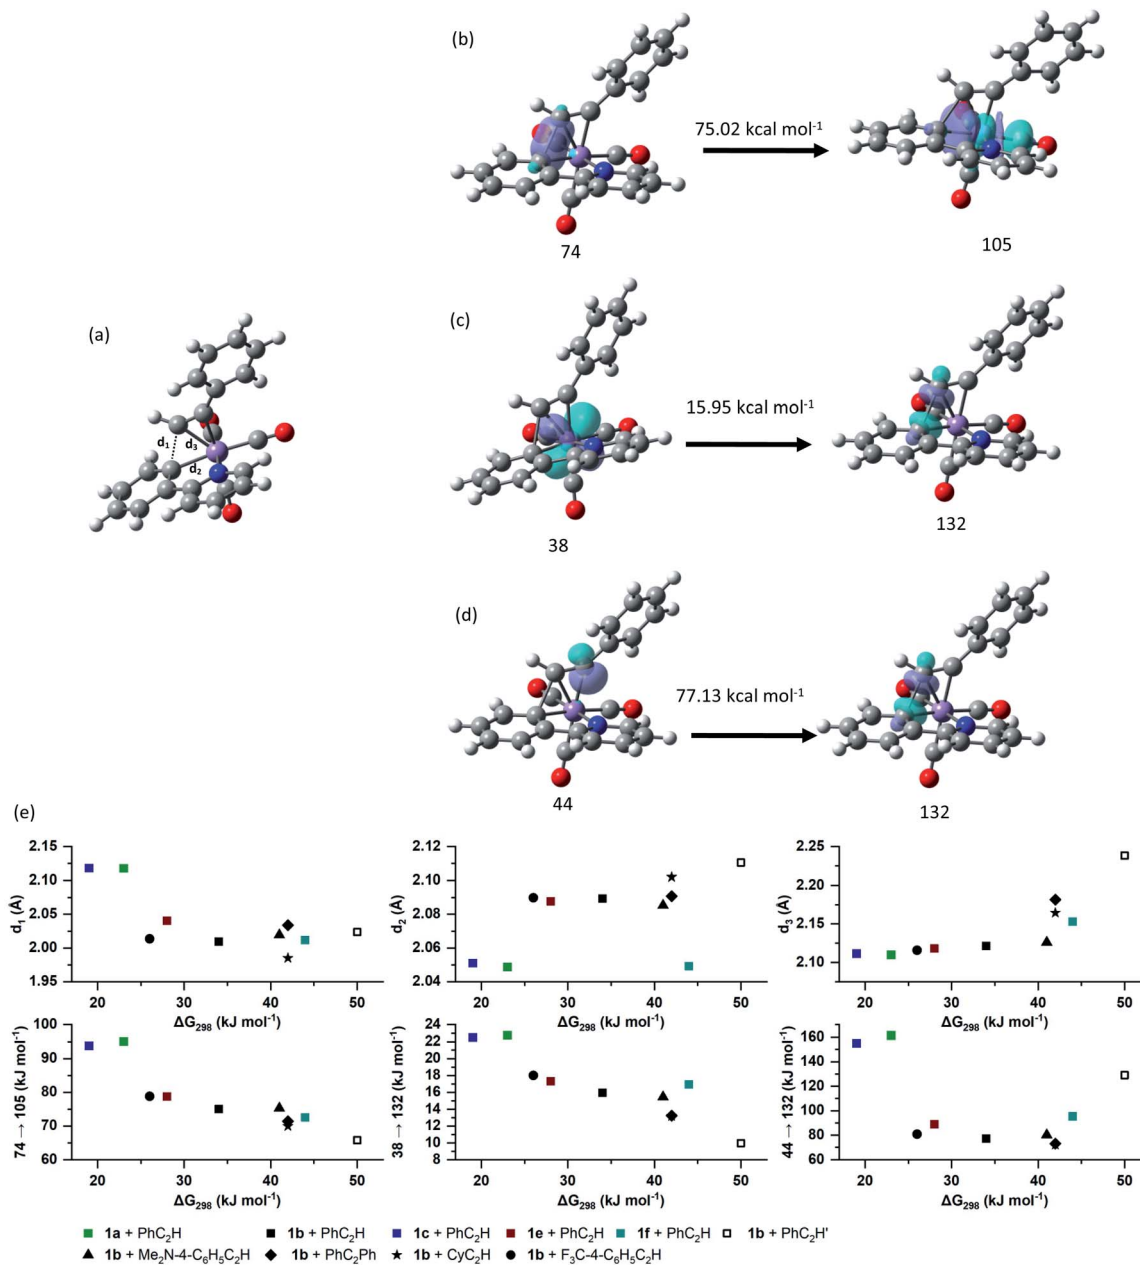 (b)
75.02 kcal mol⁻¹
74
105
(a)
d₁
d₃
d₂
(c)
15.95 kcal mol⁻¹
38
132
(d)
77.13 kcal mol⁻¹
44
132
(e)
d₁ (Å)
2.15
2.10
2.05
2.00
1.95
20 30 40 50
ΔG₂₉₈ (kJ mol⁻¹)
d₂ (Å)
2.12
2.10
2.08
2.06
2.04
20 30 40 50
ΔG₂₉₈ (kJ mol⁻¹)
d₃ (Å)
2.25
2.20
2.15
2.10
20 30 40 50
ΔG₂₉₈ (kJ mol⁻¹)
74 → 105 (kJ mol⁻¹)
100
90
80
70
60
20 30 40 50
ΔG₂₉₈ (kJ mol⁻¹)
38 → 132 (kJ mol⁻¹)
24
22
20
18
16
14
12
10
8
20 30 40 50
ΔG₂₉₈ (kJ mol⁻¹)
44 → 132 (kJ mol⁻¹)
160
140
120
100
80
60
20 30 40 50
ΔG₂₉₈ (kJ mol⁻¹)
1a + PhC₂H 1b + PhC₂H 1c + PhC₂H 1e + PhC₂H 1f + PhC₂H 1b + PhC₂H'
1b + Me₂N-4-C₆H₅C₂H 1b + PhC₂Ph 1b + CyC₂H 1b + F₃C-4-C₆H₅C₂H